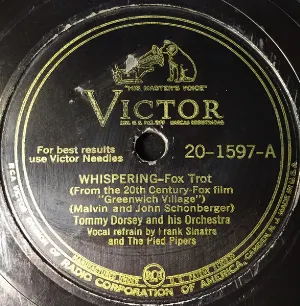 "HIS MASTER'S VOICE"
VICTOR
For best results
use Victor Needles
20-1597-A
WHISPERING-Fox Trot
(From the 20th Century-Fox film
"Greenwich Village")
(Malvin and John Schonberger)
Tommy Dorsey and his Orchestra
Vocal refrain by Frank Sinatra
and The Pied Pipers
RCA
RADIO CORPORATION OF AMERICA, CAMDEN, N. J.